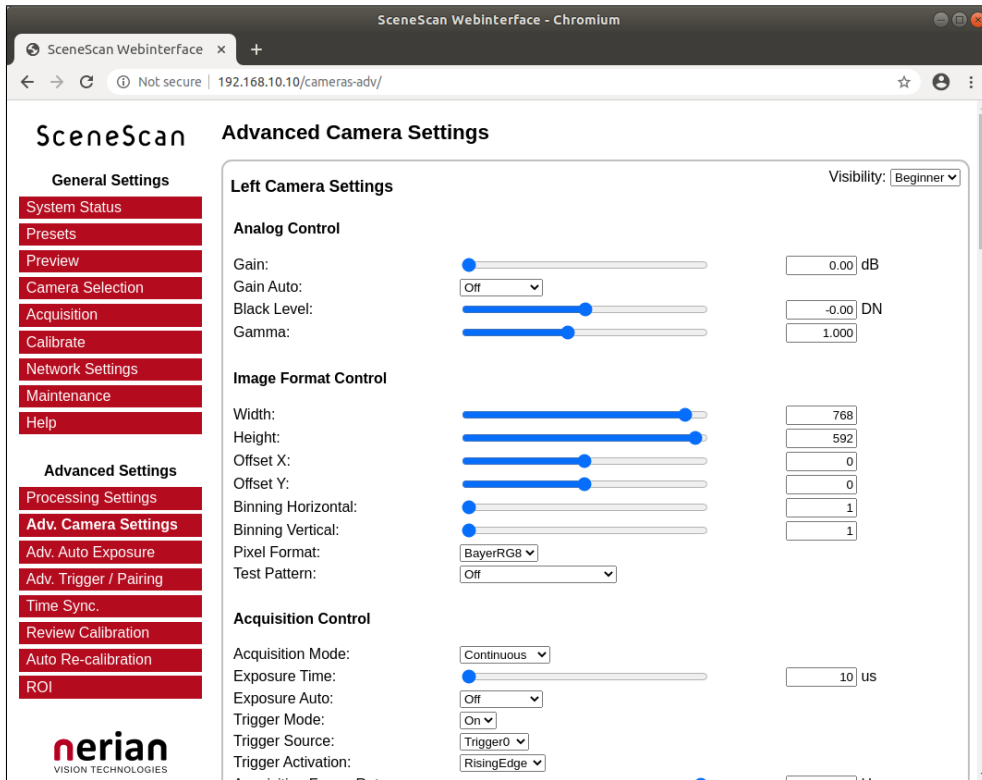 SceneScan Webinterface - Chromium
SceneScan Webinterface × +
Not secure | 192.168.10.10/cameras-adv/
SceneScan
General Settings
System Status
Presets
Preview
Camera Selection
Acquisition
Calibrate
Network Settings
Maintenance
Help
Advanced Settings
Processing Settings
Adv. Camera Settings
Adv. Auto Exposure
Adv. Trigger / Pairing
Time Sync.
Review Calibration
Auto Re-calibration
ROI
nerian
VISION TECHNOLOGIES
Advanced Camera Settings
Visibility: Beginner
Left Camera Settings
Analog Control
Gain: 0.00 dB
Gain Auto: Off
Black Level: -0.00 DN
Gamma: 1.000
Image Format Control
Width: 768
Height: 592
Offset X: 0
Offset Y: 0
Binning Horizontal: 1
Binning Vertical: 1
Pixel Format: BayerRG8
Test Pattern: Off
Acquisition Control
Acquisition Mode: Continuous
Exposure Time: 10 us
Exposure Auto: Off
Trigger Mode: On
Trigger Source: Trigger0
Trigger Activation: RisingEdge